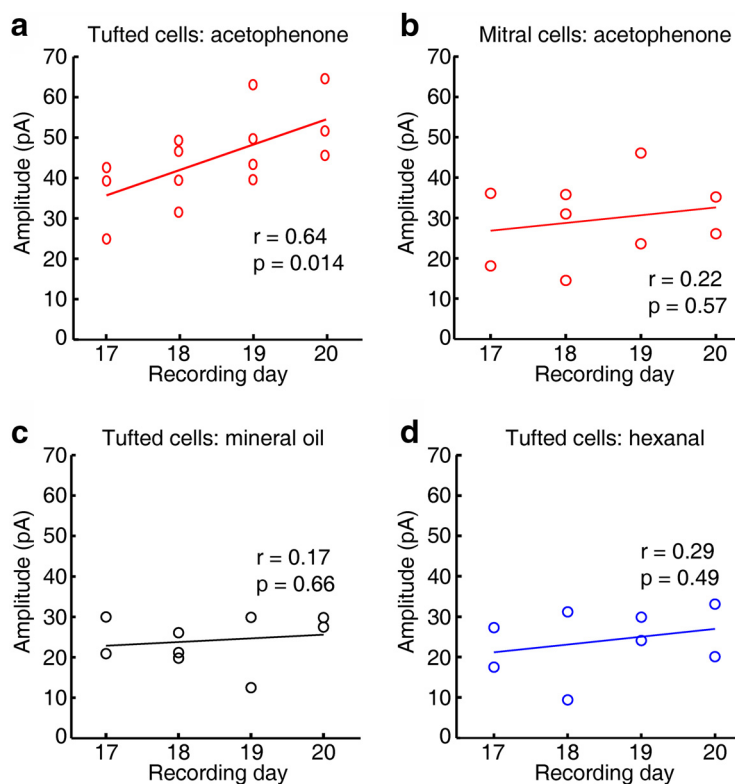 a
Tufted cells: acetophenone
70
60
50
40
30
20
10
0
Amplitude (pA)
r = 0.64
p = 0.014
17 18 19 20
Recording day
b
Mitral cells: acetophenone
70
60
50
40
30
20
10
0
Amplitude (pA)
r = 0.22
p = 0.57
17 18 19 20
Recording day
c
Tufted cells: mineral oil
70
60
50
40
30
20
10
0
Amplitude (pA)
r = 0.17
p = 0.66
17 18 19 20
Recording day
d
Tufted cells: hexanal
70
60
50
40
30
20
10
0
Amplitude (pA)
r = 0.29
p = 0.49
17 18 19 20
Recording day